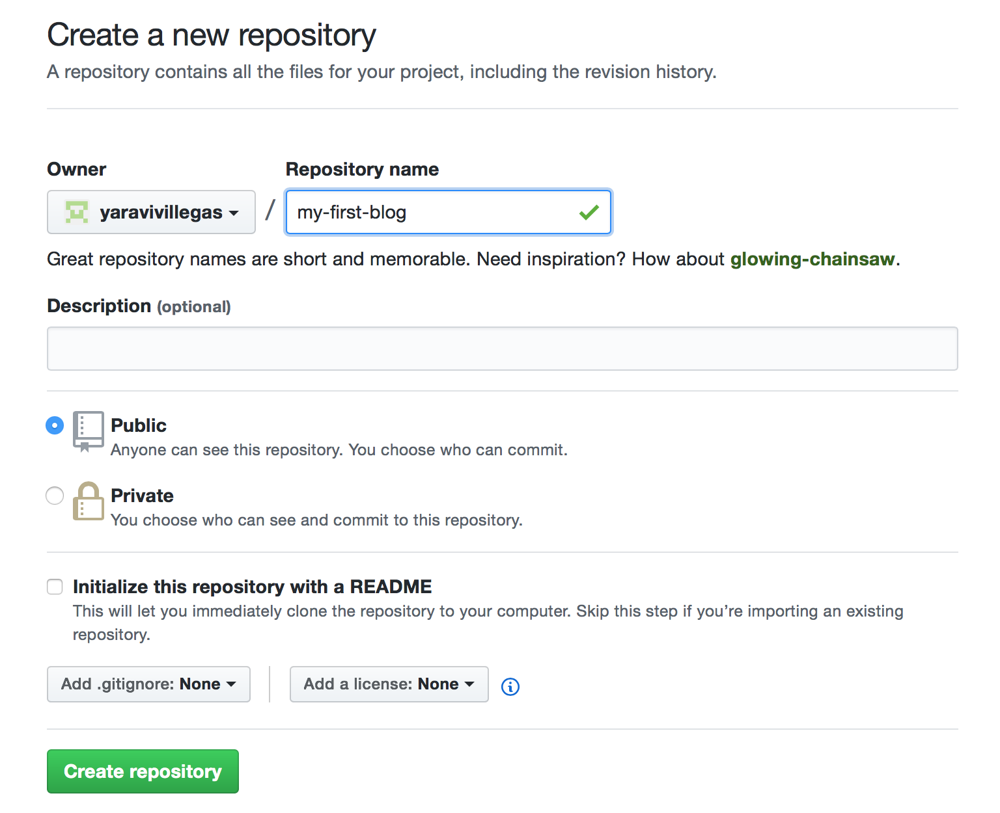 Create a new repository
A repository contains all the files for your project, including the revision history.
Owner
Repository name
yaravivillegas / my-first-blog
Great repository names are short and memorable. Need inspiration? How about glowing-chainsaw.
Description (optional)
Public
Anyone can see this repository. You choose who can commit.
Private
You choose who can see and commit to this repository.
Initialize this repository with a README
This will let you immediately clone the repository to your computer. Skip this step if you’re importing an existing
repository.
Add .gitignore: None
Add a license: None
Create repository